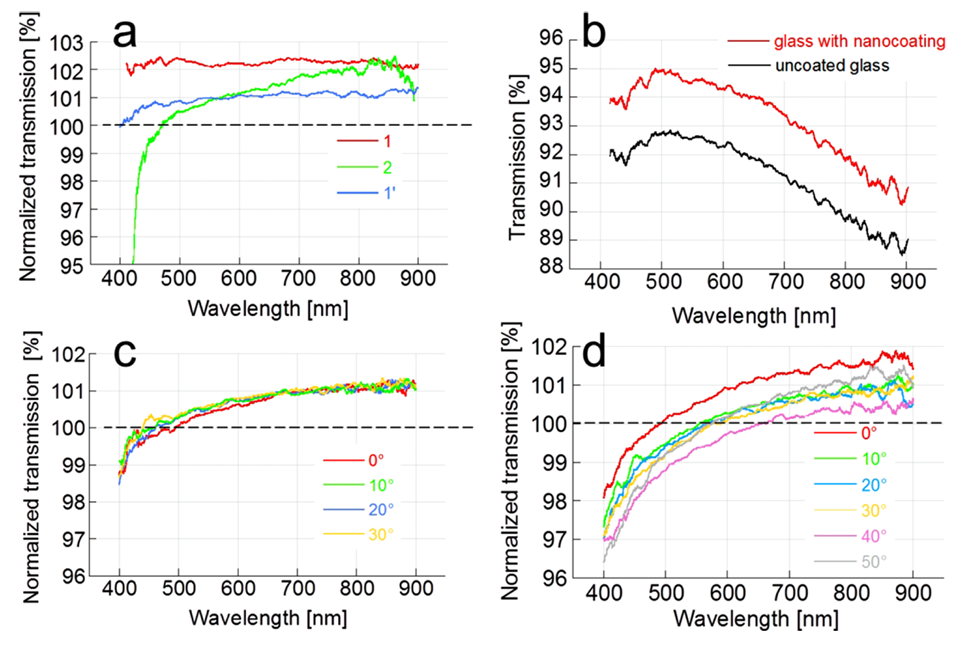 a
Normalized transmission [%]
103
102
101
100
99
98
97
96
95
1
2
1'
400 500 600 700 800 900
Wavelength [nm]
b
Transmission [%]
96
95
94
93
92
91
90
89
88
glass with nanocoating
uncoated glass
400 500 600 700 800 900
Wavelength [nm]
c
Normalized transmission [%]
102
101
100
99
98
97
96
0°
10°
20°
30°
400 500 600 700 800 900
Wavelength [nm]
d
Normalized transmission [%]
102
101
100
99
98
97
96
0°
10°
20°
30°
40°
50°
400 500 600 700 800 900
Wavelength [nm]